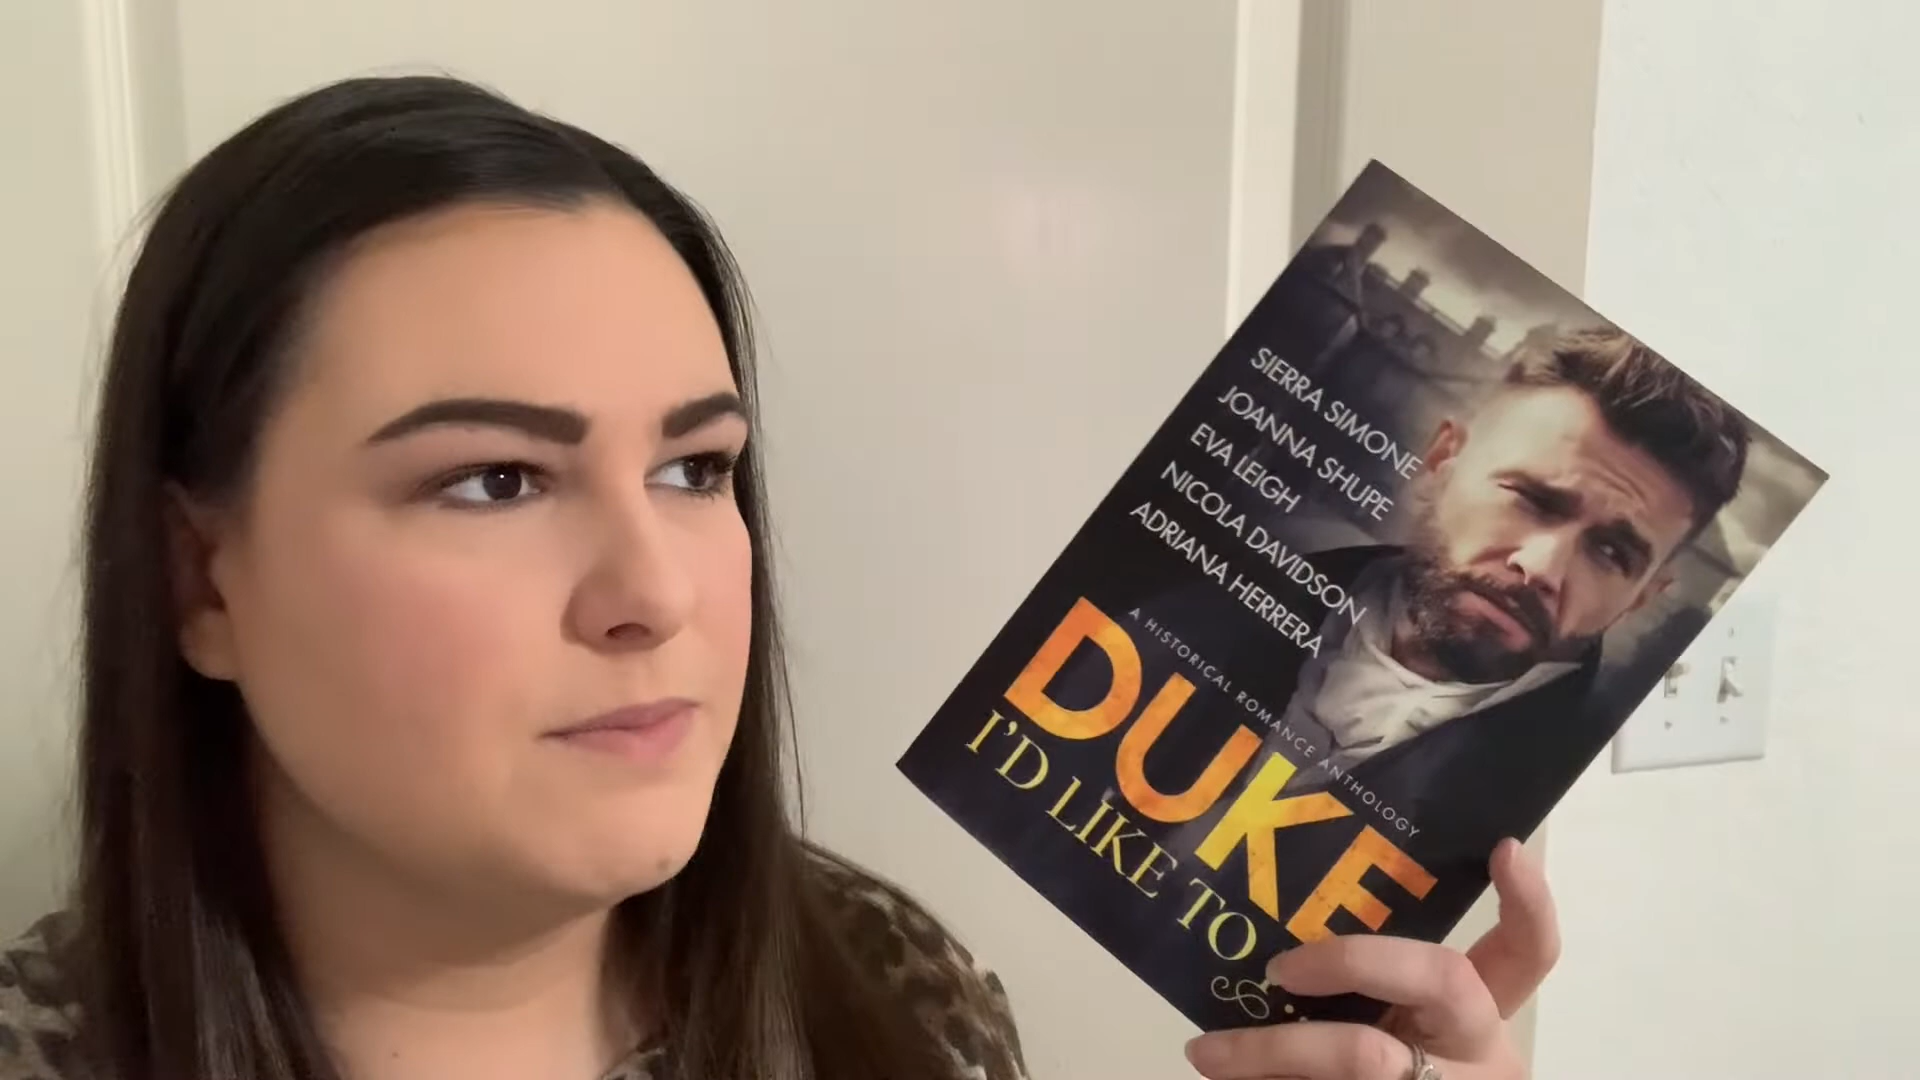 SIERRA SIMONE
JOANNA SHUPE
EVA LEIGH
NICOLA DAVIDSON
ADRIANA HERRERA
A HISTORICAL ROMANCE ANTHOLOGY
DUKE
I'D LIKE TO